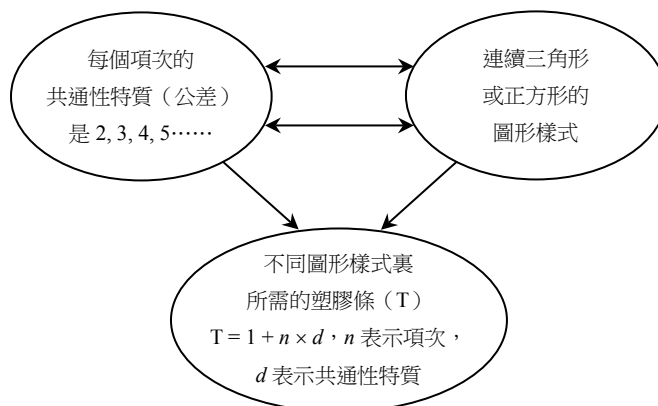 每個項次的
共通性特質（公差）
是 2, 3, 4, 5……
連續三角形
或正方形的
圖形樣式
不同圖形樣式裏
所需的塑膠條（T）
T = 1 + n × d，n 表示項次，
d 表示共通性特質